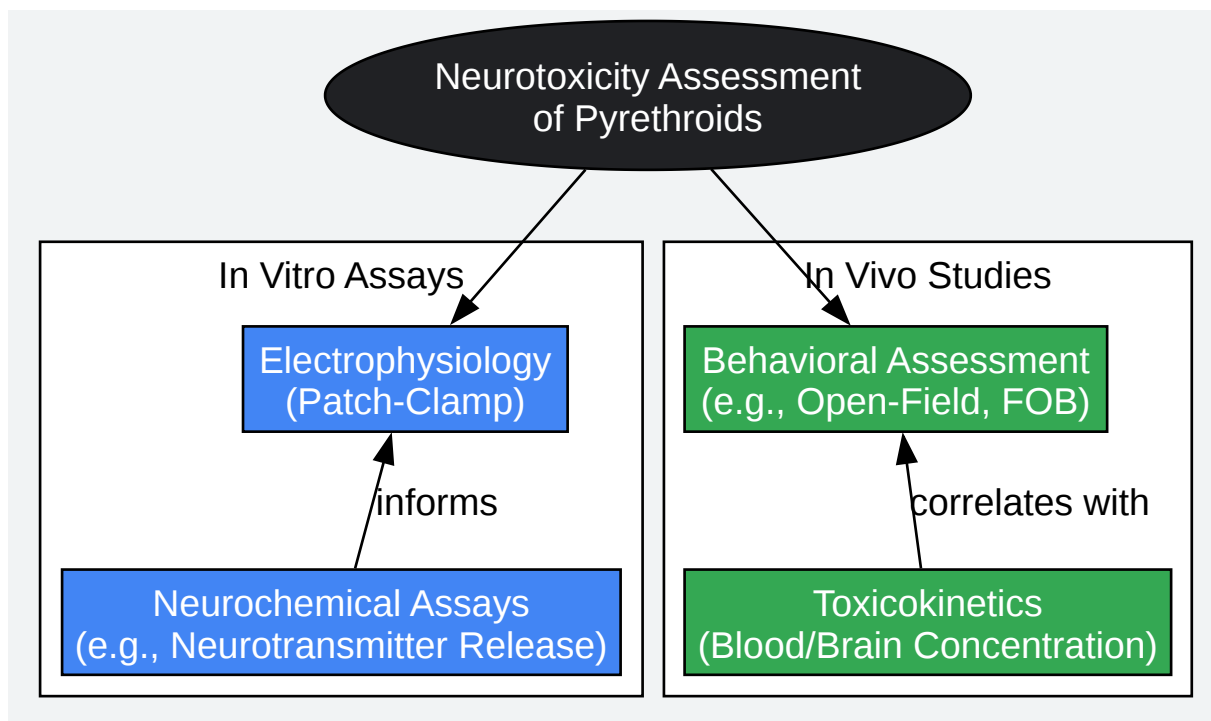 Neurotoxicity Assessment
of Pyrethroids
In Vitro Assays
Electrophysiology
(Patch-Clamp)
informs
Neurochemical Assays
(e.g., Neurotransmitter Release)
In Vivo Studies
Behavioral Assessment
(e.g., Open-Field, FOB)
correlates with
Toxicokinetics
(Blood/Brain Concentration)